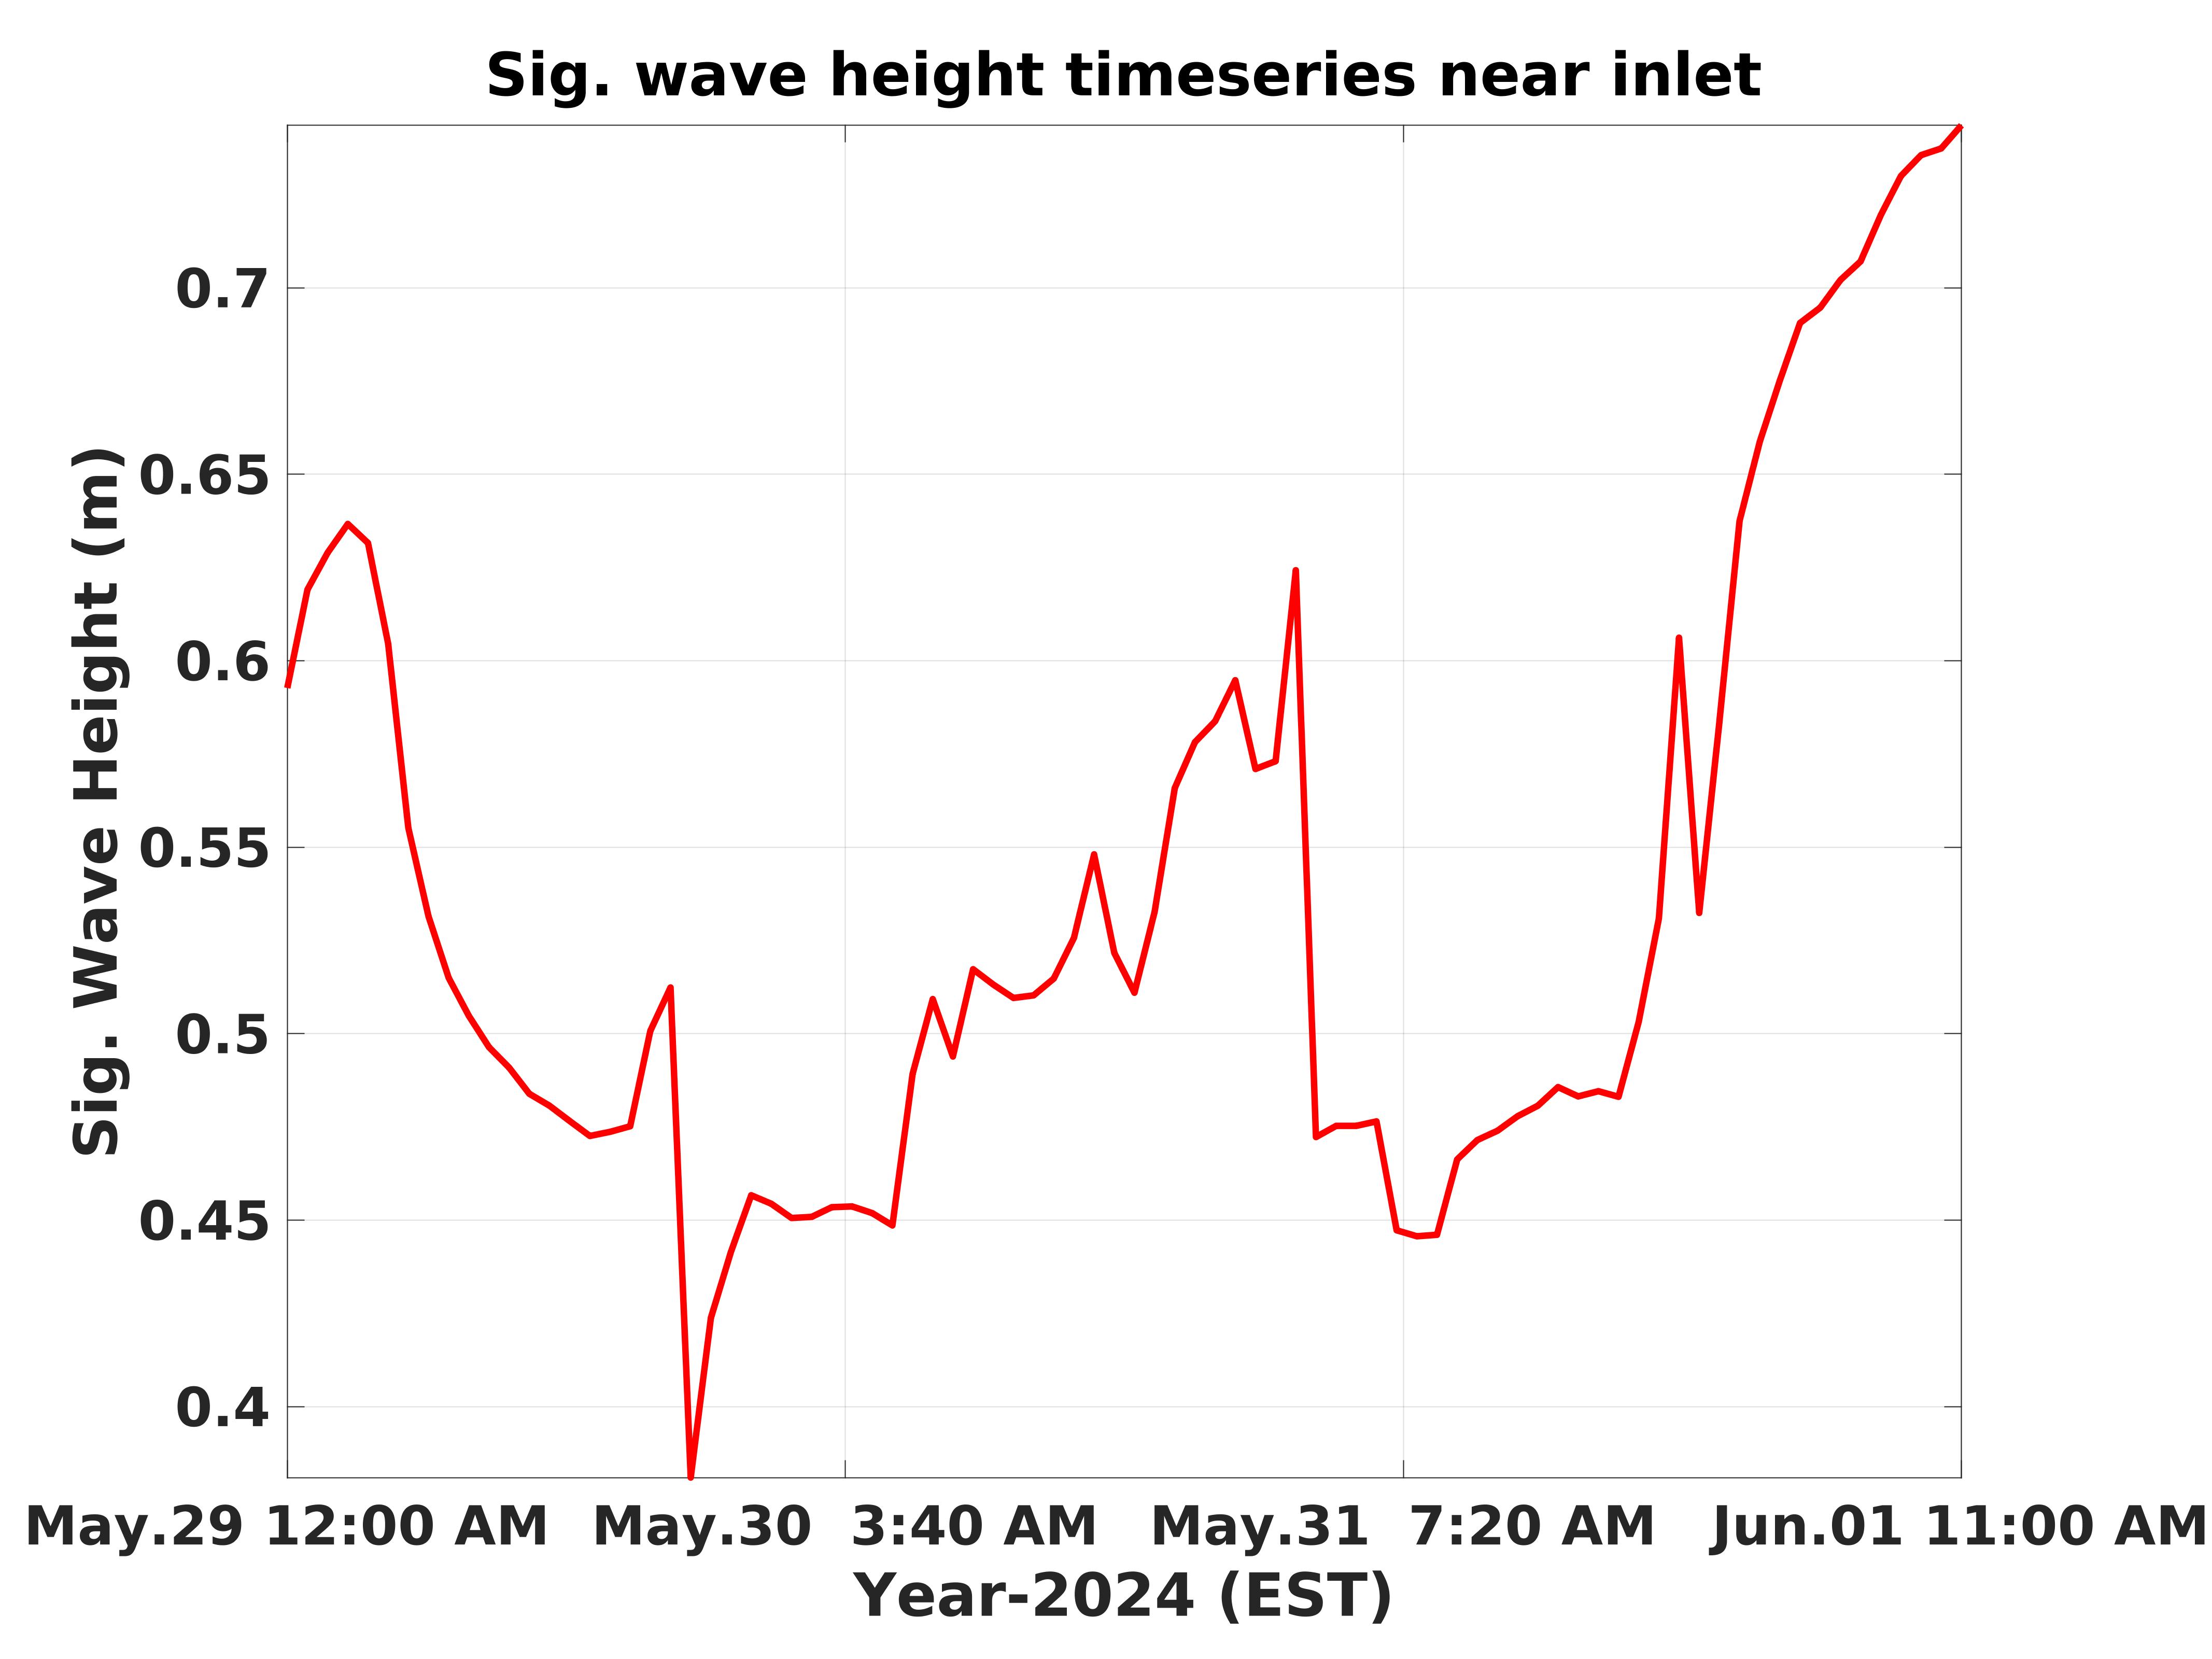 Sig. wave height timeseries near inlet
Sig. Wave Height (m)
0.7
0.65
0.6
0.55
0.5
0.45
0.4
May.29 12:00 AM May.30 3:40 AM May.31 7:20 AM Jun.01 11:00 AM
Year-2024 (EST)